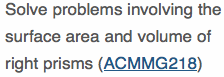 Solve problems involving the
surface area and volume of
right prisms (ACMMG218)